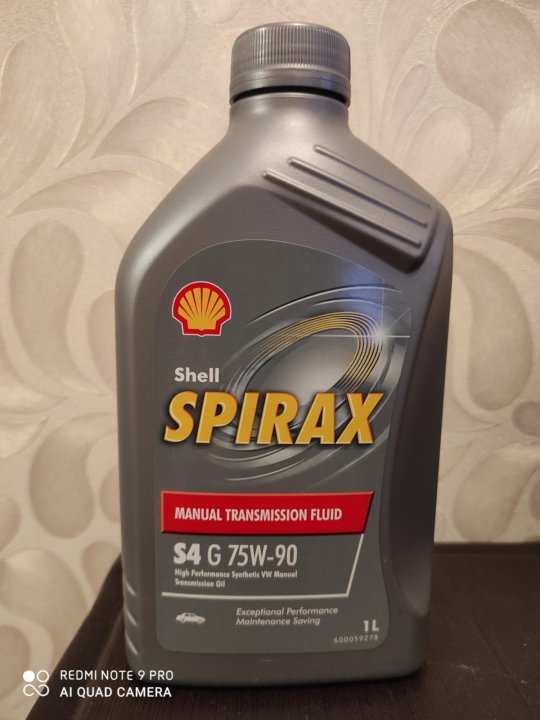 Shell
SPIRAX
MANUAL TRANSMISSION FLUID
S4 G 75W-90
High Performance Synthetic VW Manual
Transmission Oil
Exceptional Performance
Maintenance Saving
1L
600059278
REDMI NOTE 9 PRO
AI QUAD CAMERA